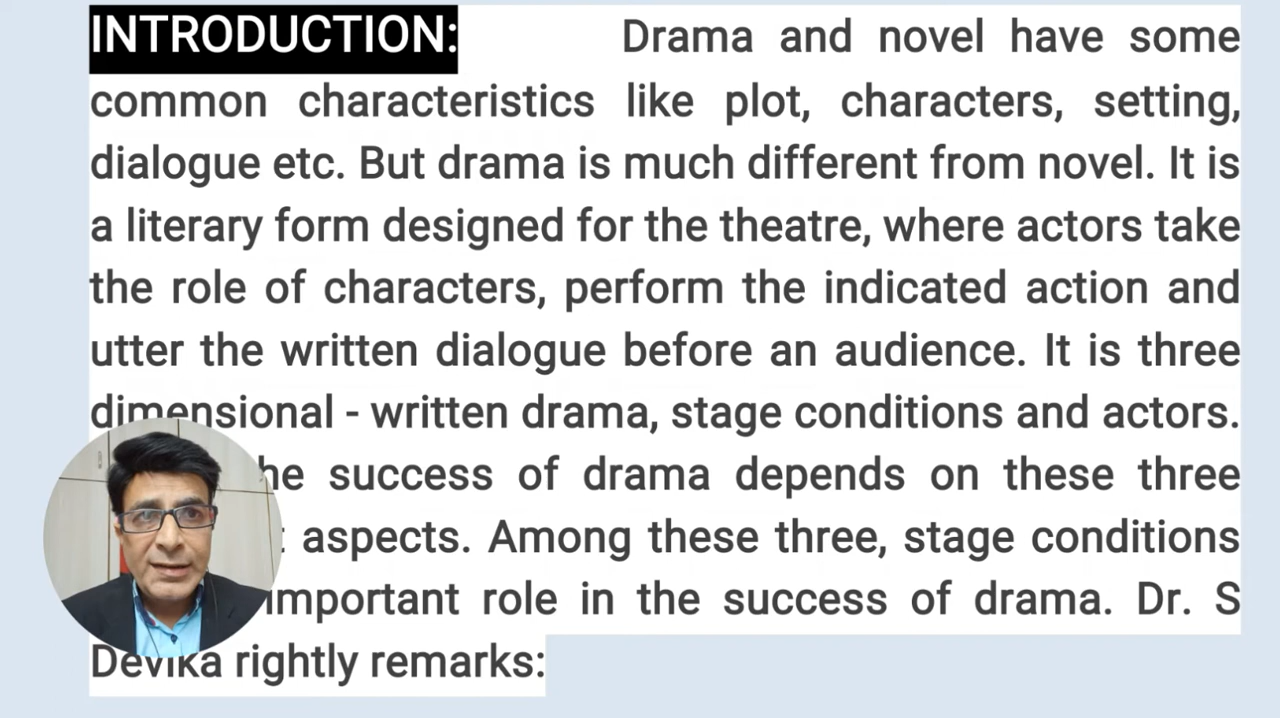 INTRODUCTION: Drama and novel have some
common characteristics like plot, characters, setting,
dialogue etc. But drama is much different from novel. It is
a literary form designed for the theatre, where actors take
the role of characters, perform the indicated action and
utter the written dialogue before an audience. It is three
dimensional - written drama, stage conditions and actors.
success of drama depends on these three
aspects. Among these three, stage conditions
important role in the success of drama. Dr. S
Devika rightly remarks: